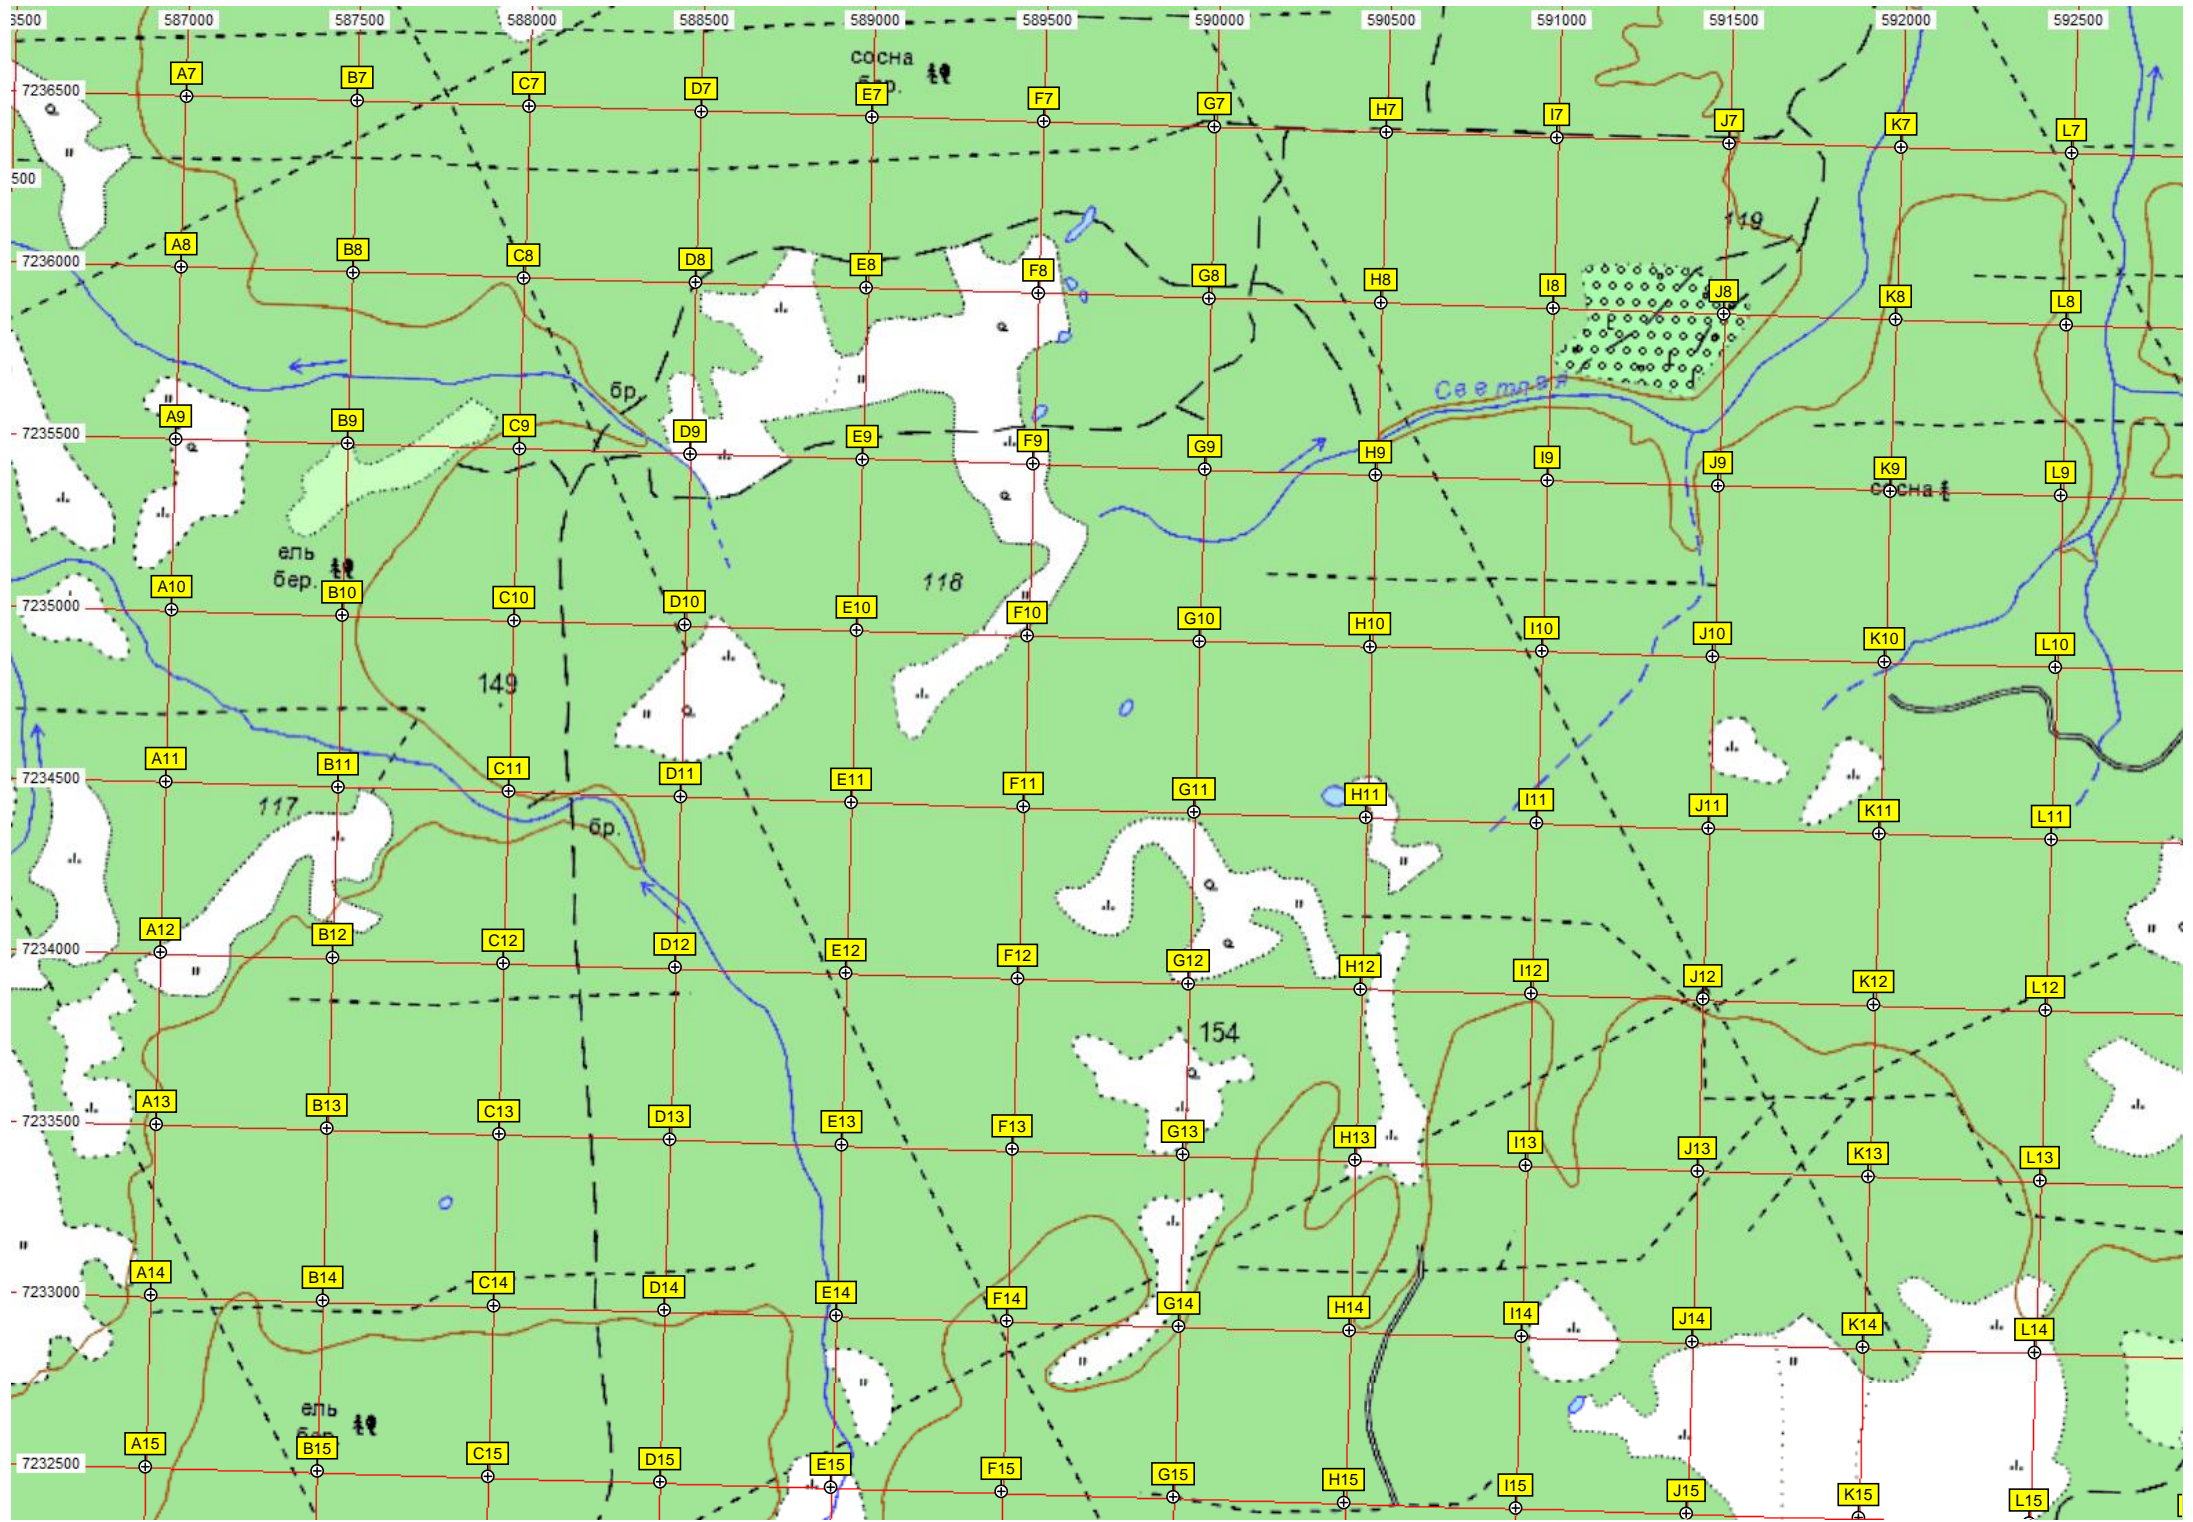 6500 587000 587500 588000 588500 589000 589500 590000 590500 591000 591500 592000 592500
сосна
бер.
7236500
A7 B7 C7 D7 E7 F7 G7 H7 I7 J7 K7 L7
500
119
7236000
A8 B8 C8 D8 E8 F8 G8 H8 I8 J8 K8 L8
бр.
Светлая
7235500
A9 B9 C9 D9 E9 F9 G9 H9 I9 J9 K9 L9
сосна
ель
бер.
118
7235000
A10 B10 C10 D10 E10 F10 G10 H10 I10 J10 K10 L10
149
7234500
A11 B11 C11 D11 E11 F11 G11 H11 I11 J11 K11 L11
117
бр.
7234000
A12 B12 C12 D12 E12 F12 G12 H12 I12 J12 K12 L12
154
7233500
A13 B13 C13 D13 E13 F13 G13 H13 I13 J13 K13 L13
7233000
A14 B14 C14 D14 E14 F14 G14 H14 I14 J14 K14 L14
ель
бер.
7232500
A15 B15 C15 D15 E15 F15 G15 H15 I15 J15 K15 L15